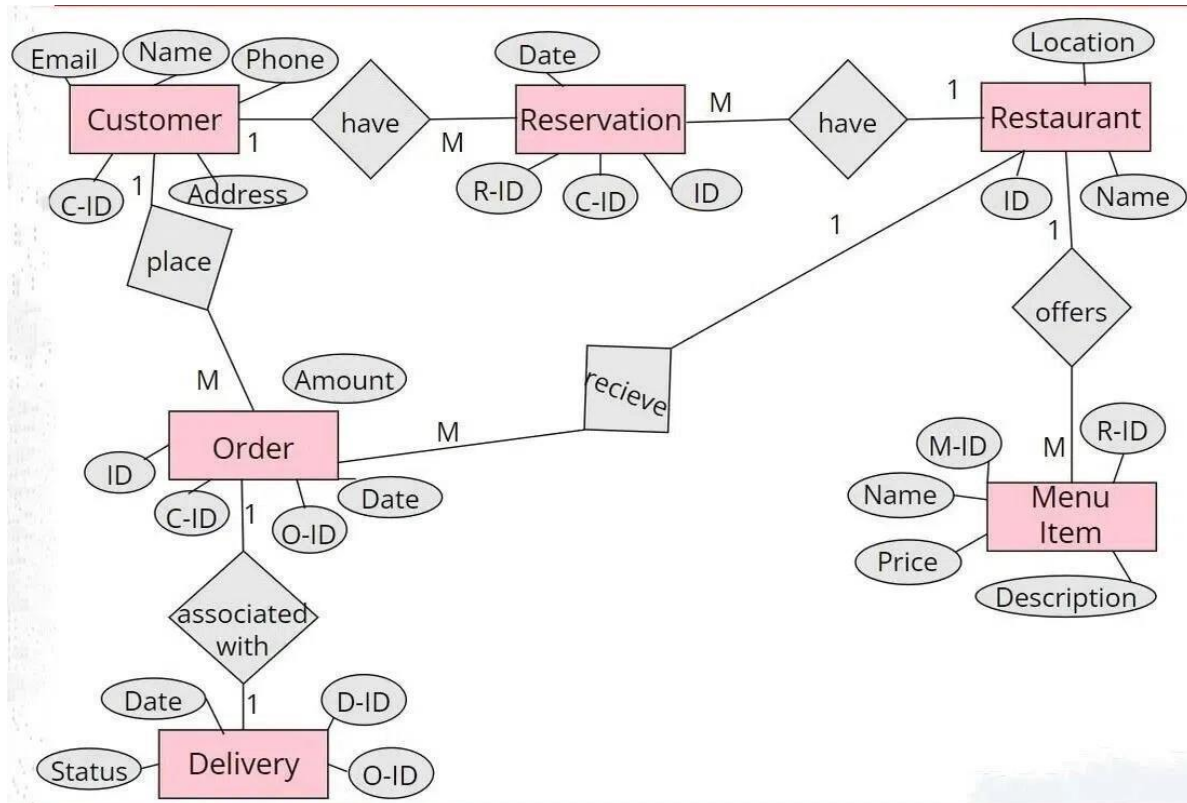 Email
Name
Phone
Customer
C-ID
Address
1
have
M
Date
Reservation
R-ID
C-ID
ID
M
have
1
Location
Restaurant
ID
Name
1
place
M
1
recieve
M
1
offers
M
Amount
Order
ID
C-ID
O-ID
Date
M-ID
R-ID
Name
Menu
Item
Price
Description
1
associated
with
1
Date
D-ID
Delivery
Status
O-ID